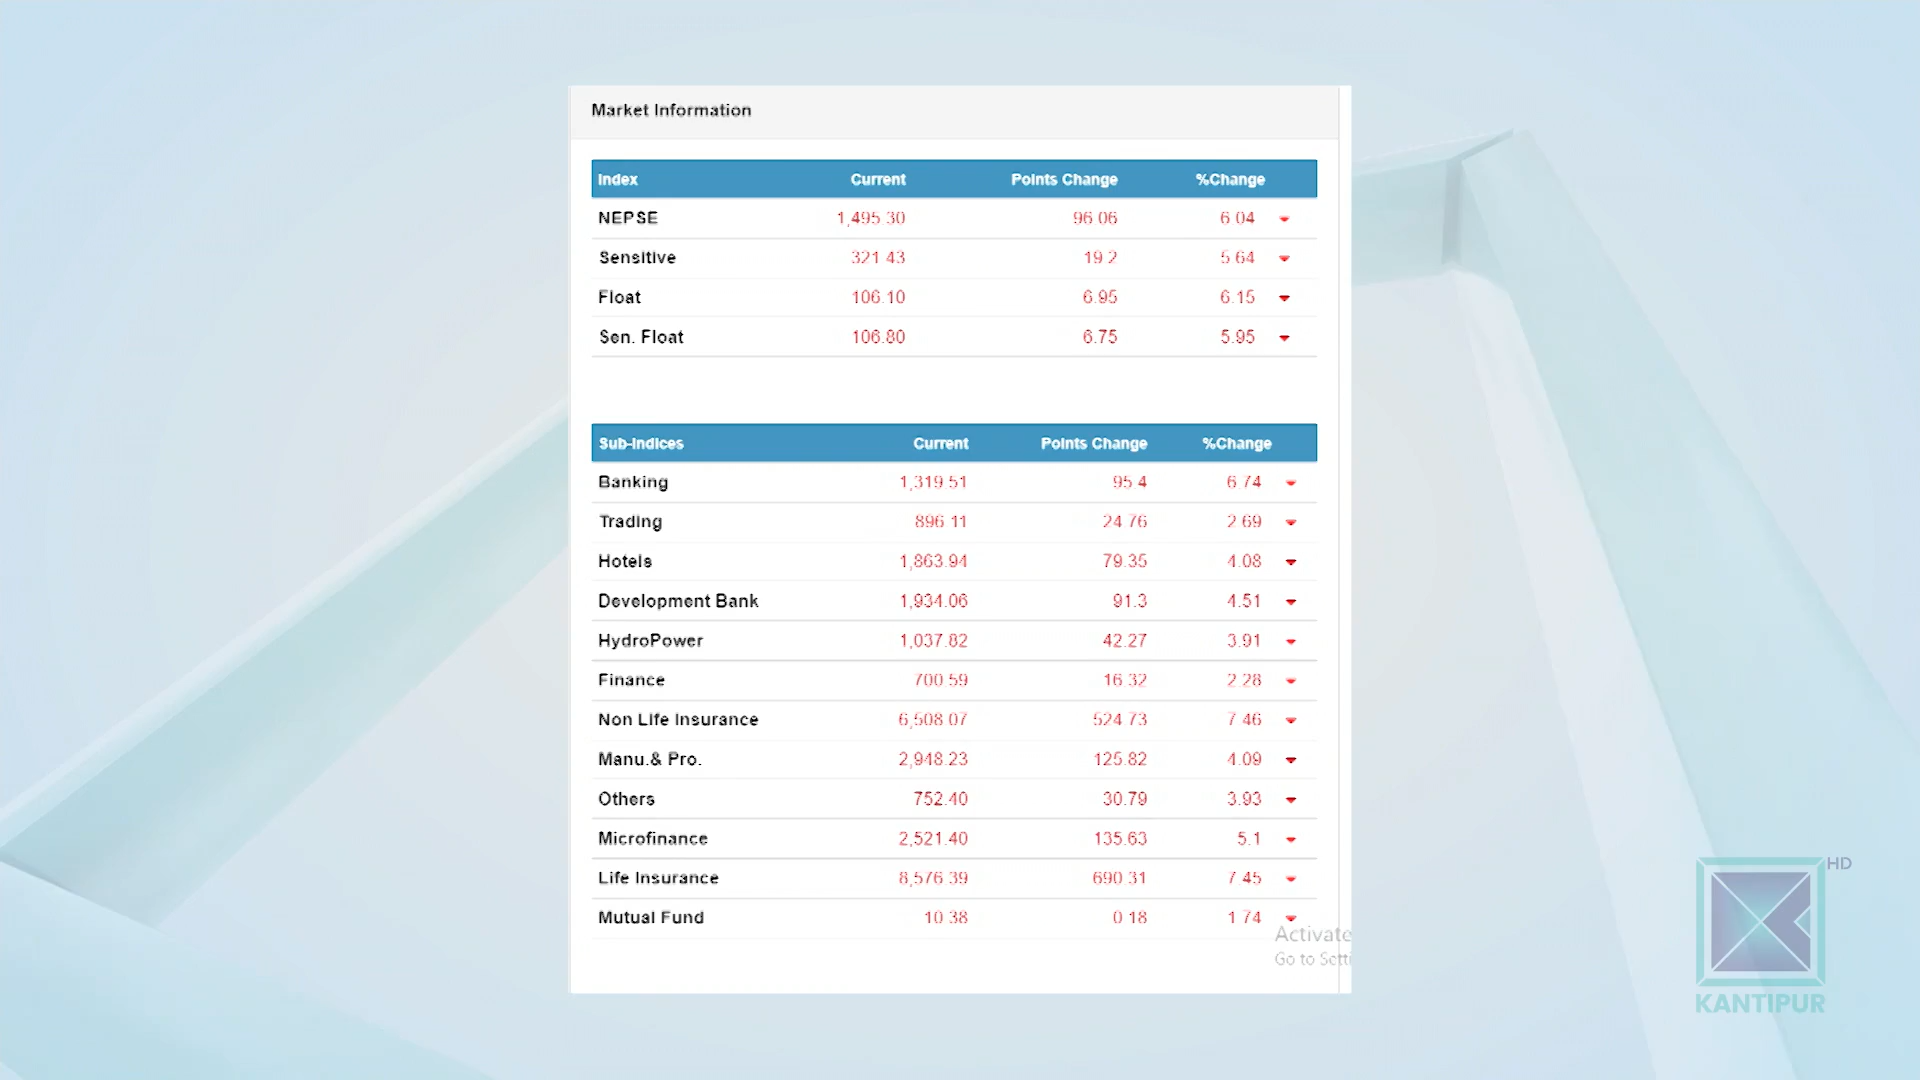 Market Information
Index Current Points Change %Change
NEPSE 1,495.30 96.06 6.04
Sensitive 321.43 19.2 5.64
Float 106.10 6.95 6.15
Sen. Float 106.80 6.75 5.95
Sub-Indices Current Points Change %Change
Banking 1,319.51 95.4 6.74
Trading 896.11 24.76 2.69
Hotels 1,863.94 79.35 4.08
Development Bank 1,934.06 91.3 4.51
HydroPower 1,037.82 42.27 3.91
Finance 700.59 16.32 2.28
Non Life Insurance 6,508.07 524.73 7.46
Manu.& Pro. 2,948.23 125.82 4.09
Others 752.40 30.79 3.93
Microfinance 2,521.40 135.63 5.1
Life Insurance 8,576.39 690.31 7.45
Mutual Fund 10.38 0.18 1.74
Activate
Go to Setti
HD
KANTIPUR